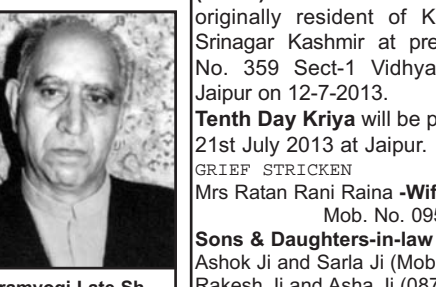 originally resident of K
Srinagar Kashmir at pre
No. 359 Sect-1 Vidhya
Jaipur on 12-7-2013.
Tenth Day Kriya will be p
21st July 2013 at Jaipur.
GRIEF STRICKEN
Mrs Ratan Rani Raina -Wif
Mob. No. 095
Sons & Daughters-in-law
Ashok Ji and Sarla Ji (Mob
Rakesh Ji and Asha Ji (087
ramyogi Late Sh